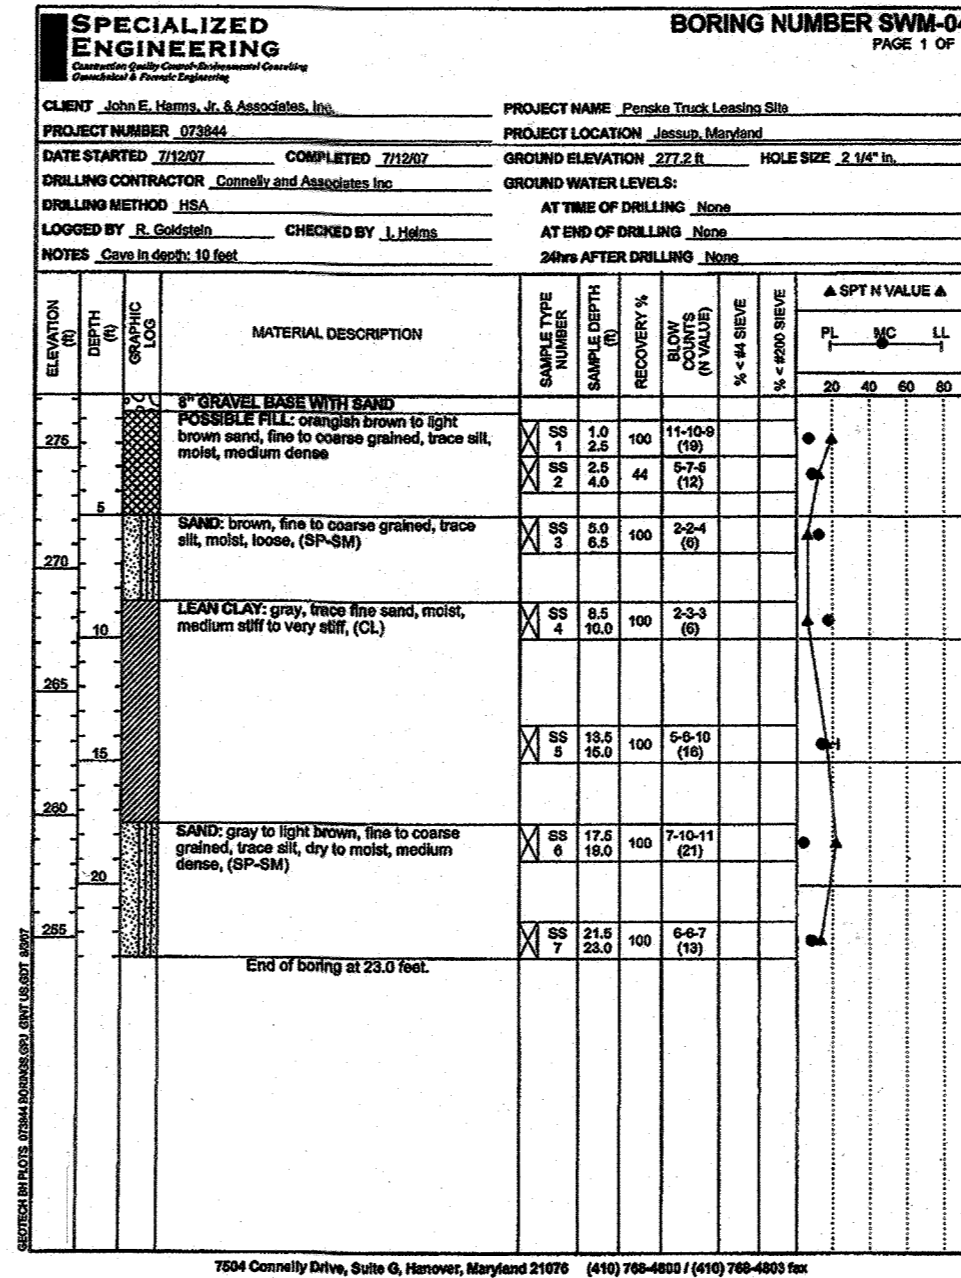 SPECIALIZED
ENGINEERING
Construction Quality Control•Environmental Consulting
Geotechnical & Forensic Engineering
BORING NUMBER SWM-04
PAGE 1 OF
CLIENT John E. Harms, Jr. & Associates, Inc.
PROJECT NAME Penske Truck Leasing Site
PROJECT NUMBER 073844
PROJECT LOCATION Jessup, Maryland
DATE STARTED 7/12/07 COMPLETED 7/12/07
GROUND ELEVATION 277.2 ft HOLE SIZE 2 1/4" in.
DRILLING CONTRACTOR Connelly and Associates Inc
GROUND WATER LEVELS:
DRILLING METHOD HSA
AT TIME OF DRILLING None
LOGGED BY R. Goldstein CHECKED BY I. Helms
AT END OF DRILLING None
NOTES Cave in depth: 10 feet
24hrs AFTER DRILLING None
ELEVATION
(ft)
DEPTH
(ft)
GRAPHIC
LOG
MATERIAL DESCRIPTION
SAMPLE TYPE
NUMBER
SAMPLE DEPTH
(ft)
RECOVERY %
BLOW
COUNTS
(N VALUE)
% < #4 SIEVE
% < #200 SIEVE
▲ SPT N VALUE ▲
PL MC LL
20 40 60 80
8" GRAVEL BASE WITH SAND
POSSIBLE FILL: orangish brown to light
brown sand, fine to coarse grained, trace silt,
moist, medium dense
275
SS
1
1.0
2.5
100
11-10-9
(19)
SS
2
2.5
4.0
44
5-7-5
(12)
5
SAND: brown, fine to coarse grained, trace
silt, moist, loose, (SP-SM)
SS
3
5.0
6.5
100
2-2-4
(6)
270
LEAN CLAY: gray, trace fine sand, moist,
medium stiff to very stiff, (CL)
SS
4
8.5
10.0
100
2-3-3
(6)
10
265
SS
5
13.5
15.0
100
5-6-10
(16)
15
260
SAND: gray to light brown, fine to coarse
grained, trace silt, dry to moist, medium
dense, (SP-SM)
SS
6
17.5
18.0
100
7-10-11
(21)
20
255
SS
7
21.5
23.0
100
6-6-7
(13)
End of boring at 23.0 feet.
GEOTECH BH PLOTS 073844 BORINGS.GPJ GINT US.GDT 8/3/07
7504 Connelly Drive, Suite G, Hanover, Maryland 21076 (410) 768-4800 / (410) 768-4803 fax